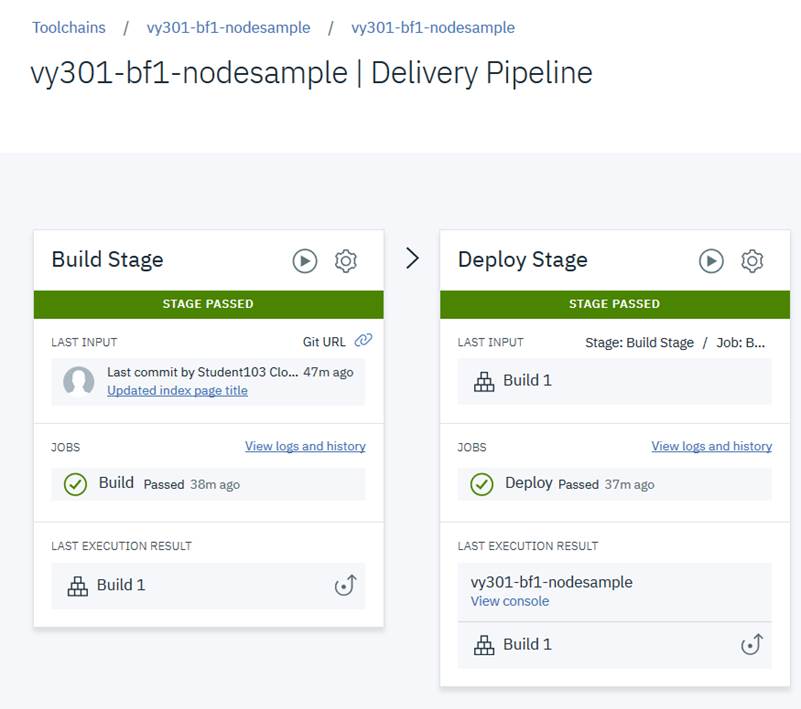 Toolchains / vy301-bf1-nodesample / vy301-bf1-nodesample
vy301-bf1-nodesample | Delivery Pipeline
Build Stage
STAGE PASSED
LAST INPUT Git URL
Last commit by Student103 Clo... 47m ago
Updated index page title
JOBS View logs and history
Build Passed 38m ago
LAST EXECUTION RESULT
Build 1
Deploy Stage
STAGE PASSED
LAST INPUT Stage: Build Stage / Job: B...
Build 1
JOBS View logs and history
Deploy Passed 37m ago
LAST EXECUTION RESULT
vy301-bf1-nodesample
View console
Build 1